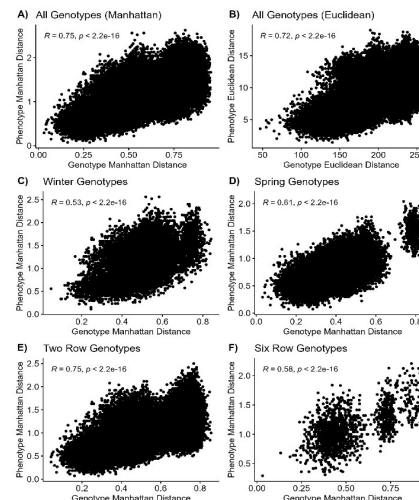 A) All Genotypes (Manhattan)
R = 0.75, p < 2.2e-16
Phenotype Manhattan Distance
2
1
0
0.00 0.25 0.50 0.75
Genotype Manhattan Distance
B) All Genotypes (Euclidean)
R = 0.72, p < 2.2e-16
Phenotype Euclidean Distance
15
10
5
50 100 150 200 250
Genotype Euclidean Distance
C) Winter Genotypes
R = 0.53, p < 2.2e-16
Phenotype Manhattan Distance
2.5
2.0
1.5
1.0
0.5
0.0
0.2 0.4 0.6 0.8
Genotype Manhattan Distance
D) Spring Genotypes
R = 0.61, p < 2.2e-16
Phenotype Manhattan Distance
2.0
1.5
1.0
0.5
0.0
0.0 0.2 0.4 0.6 0.8
Genotype Manhattan Distance
E) Two Row Genotypes
R = 0.75, p < 2.2e-16
Phenotype Manhattan Distance
2.5
2.0
1.5
1.0
0.5
0.0
0.2 0.4 0.6 0.8
Genotype Manhattan Distance
F) Six Row Genotypes
R = 0.58, p < 2.2e-16
Phenotype Manhattan Distance
2.0
1.5
1.0
0.5
0.00 0.25 0.50 0.75
Genotype Manhattan Distance